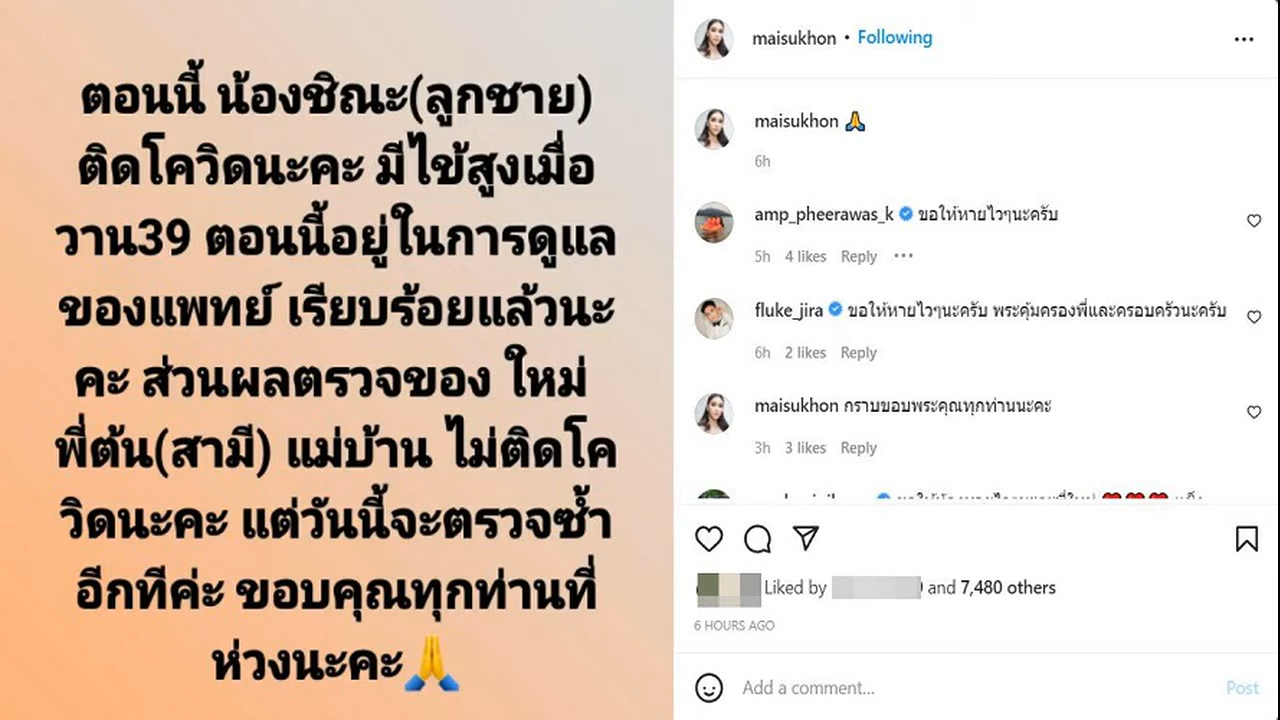 ตอนนี้ น้องชิณะ(ลูกชาย)
ติดโควิดนะคะ มีไข้สูงเมื่อ
วาน39 ตอนนี้อยู่ในการดูแล
ของแพทย์ เรียบร้อยแล้วนะ
คะ ส่วนผลตรวจของ ใหม่
พี่ต้น(สามี) แม่บ้าน ไม่ติดโค
วิดนะคะ แต่วันนี้จะตรวจซ้ำ
อีกทีค่ะ ขอบคุณทุกท่านที่
ห่วงนะคะ🙏
maisukhon • Following
maisukhon 🙏
6h
amp_pheerawas_k ขอให้หายไวๆนะครับ
5h 4 likes Reply
fluke_jira ขอให้หายไวๆนะครับ พระคุ้มครองพี่และครอบครัวนะครับ
6h 2 likes Reply
maisukhon กราบขอบพระคุณทุกท่านนะคะ
3h 3 likes Reply
Liked by and 7,480 others
6 HOURS AGO
Add a comment... Post